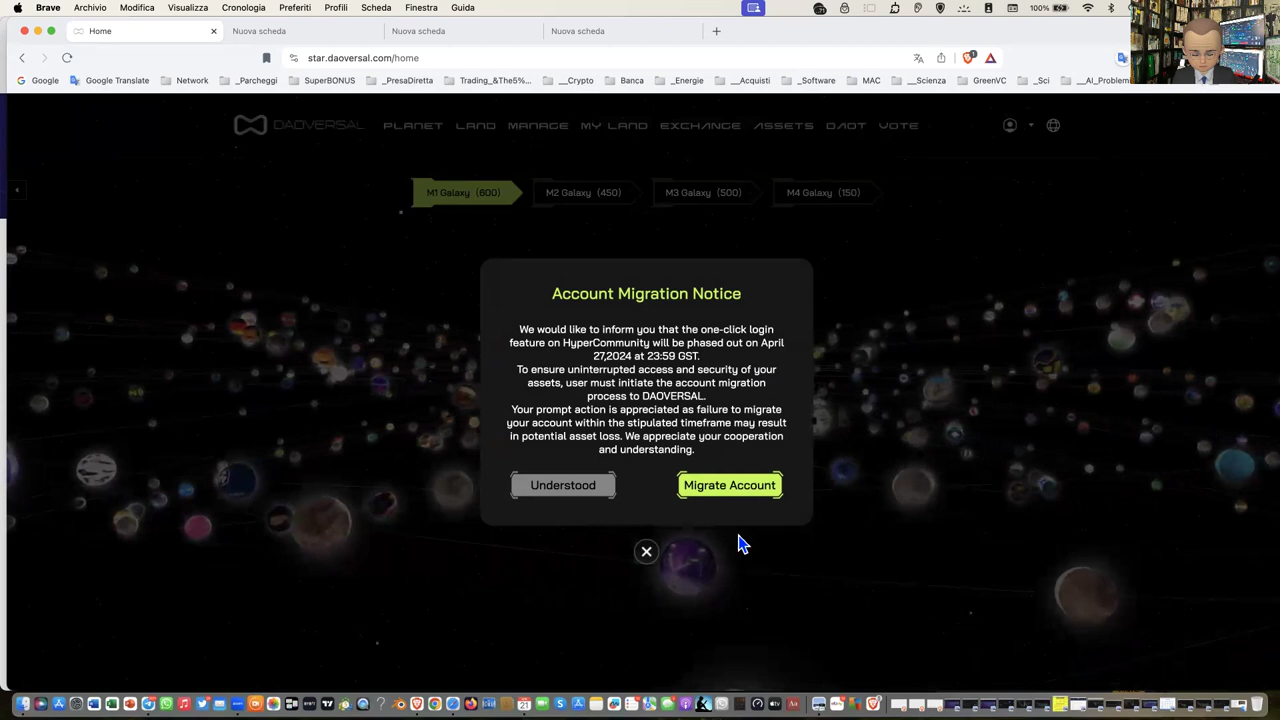 Brave Archivio Modifica Visualizza Cronologia Preferiti Profili Scheda Finestra Guida 100%
Home Nuova scheda Nuova scheda Nuova scheda
star.daoversal.com/home
Google Google Translate Network _Parcheggi SuperBONUS _PresaDiretta Trading_&The5%... __Crypto Banca _Energie __Acquisti _Software MAC __Scienza GreenVC _Sci __AI_Problemi
DAOVERSAL PLANET LAND MANAGE MY LAND EXCHANGE ASSETS DAOT VOTE
M1 Galaxy (600) M2 Galaxy (450) M3 Galaxy (500) M4 Galaxy (150)
Account Migration Notice
We would like to inform you that the one-click login
feature on HyperCommunity will be phased out on April
27,2024 at 23:59 GST.
To ensure uninterrupted access and security of your
assets, user must initiate the account migration
process to DAOVERSAL.
Your prompt action is appreciated as failure to migrate
your account within the stipulated timeframe may result
in potential asset loss. We appreciate your cooperation
and understanding.
Understood Migrate Account